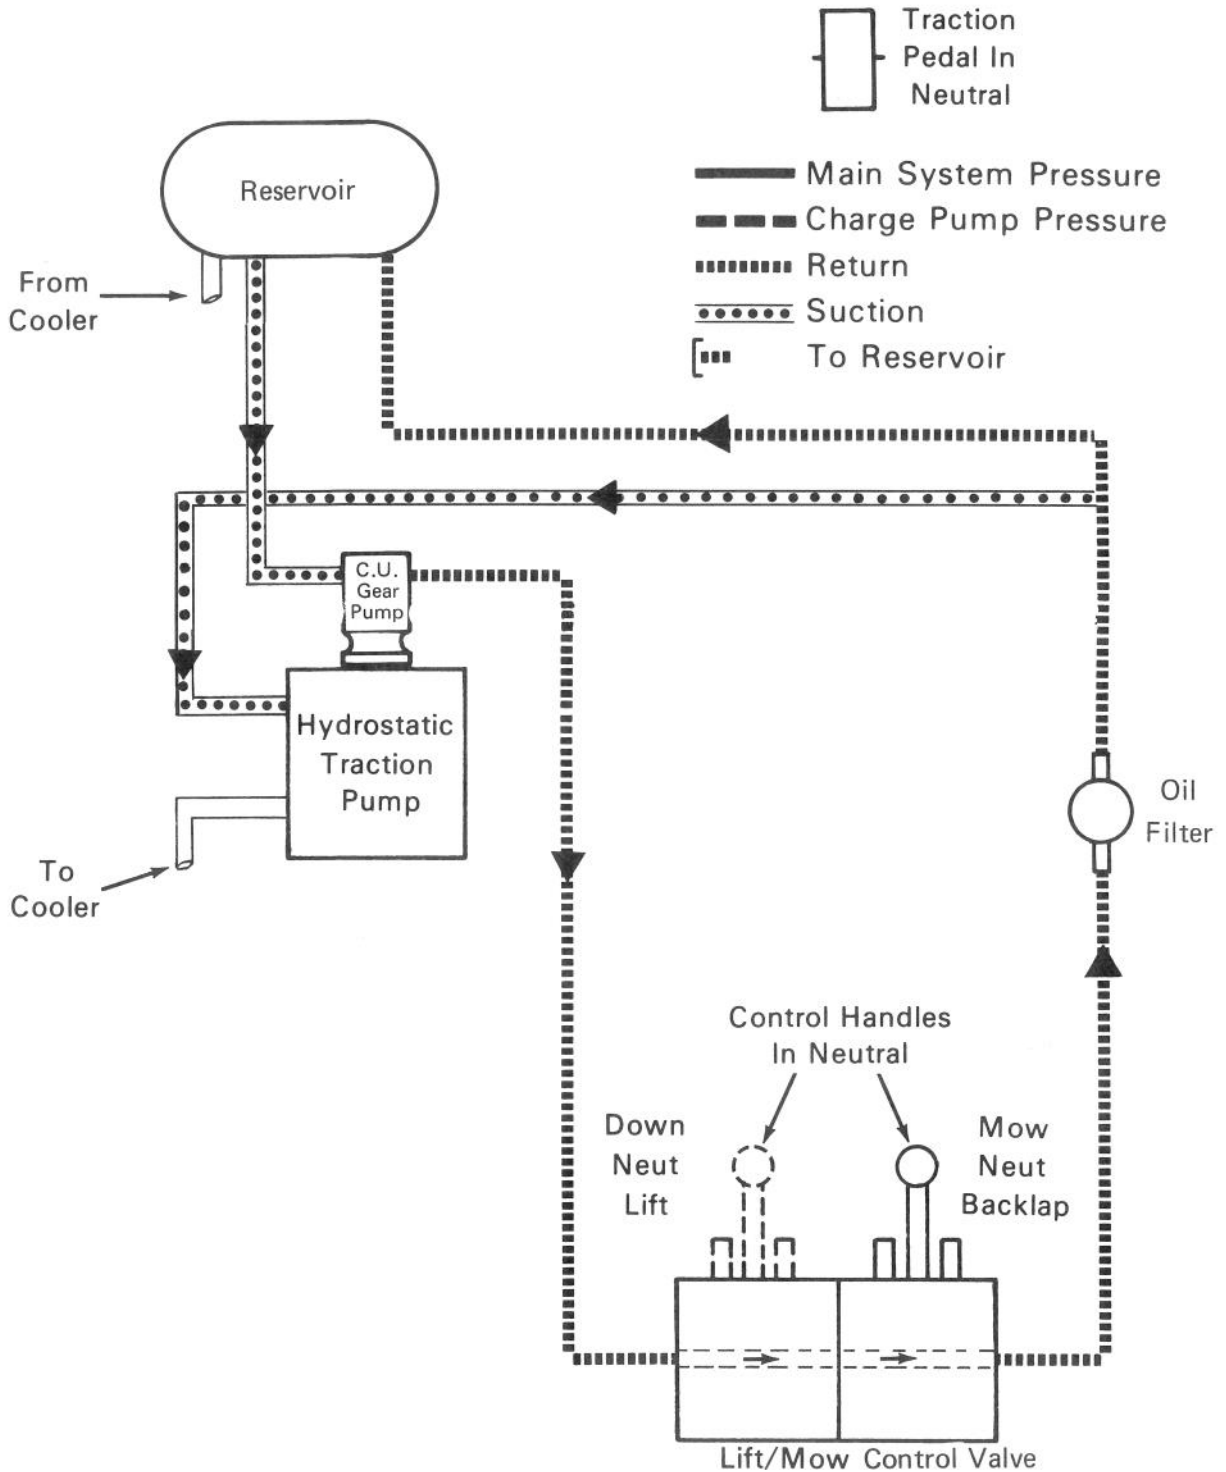 Traction
Pedal In
Neutral
Main System Pressure
Charge Pump Pressure
Return
Suction
To Reservoir
Reservoir
From
Cooler
C.U.
Gear
Pump
Hydrostatic
Traction
Pump
To
Cooler
Oil
Filter
Control Handles
In Neutral
Down
Neut
Lift
Mow
Neut
Backlap
Lift/Mow Control Valve